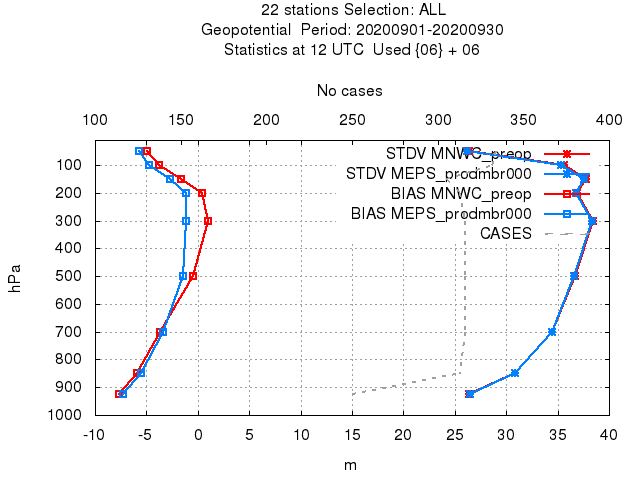 22 stations Selection: ALL
Geopotential Period: 20200901-20200930
Statistics at 12 UTC Used {06} + 06
No cases
100 150 200 250 300 350 400
STDV MNWC_preop
STDV MEPS_prodmbr000
BIAS MNWC_preop
BIAS MEPS_prodmbr000
CASES
hPa
100
200
300
400
500
600
700
800
900
1000
-10 -5 0 5 10 15 20 25 30 35 40
m